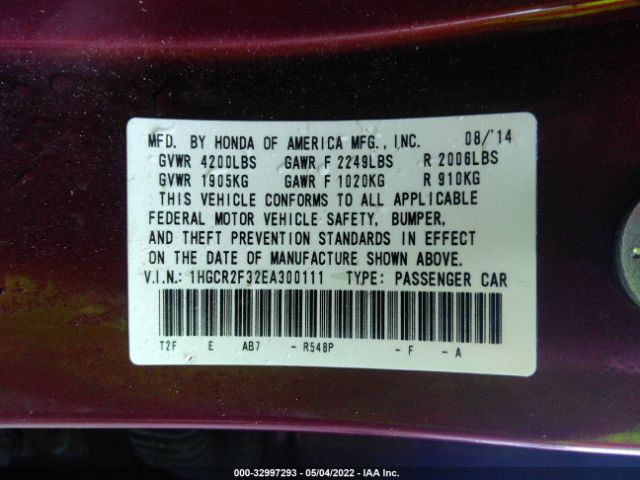 MFD. BY HONDA OF AMERICA MFG., INC. 08/'14
GVWR 4200LBS GAWR F 2249LBS R 2006LBS
GVWR 1905KG GAWR F 1020KG R 910KG
THIS VEHICLE CONFORMS TO ALL APPLICABLE
FEDERAL MOTOR VEHICLE SAFETY, BUMPER,
AND THEFT PREVENTION STANDARDS IN EFFECT
ON THE DATE OF MANUFACTURE SHOWN ABOVE.
V.I.N.: 1HGCR2F32EA300111 TYPE: PASSENGER CAR
T2F E AB7 - R548P - F - A
000-32997293 - 05/04/2022 - IAA Inc.